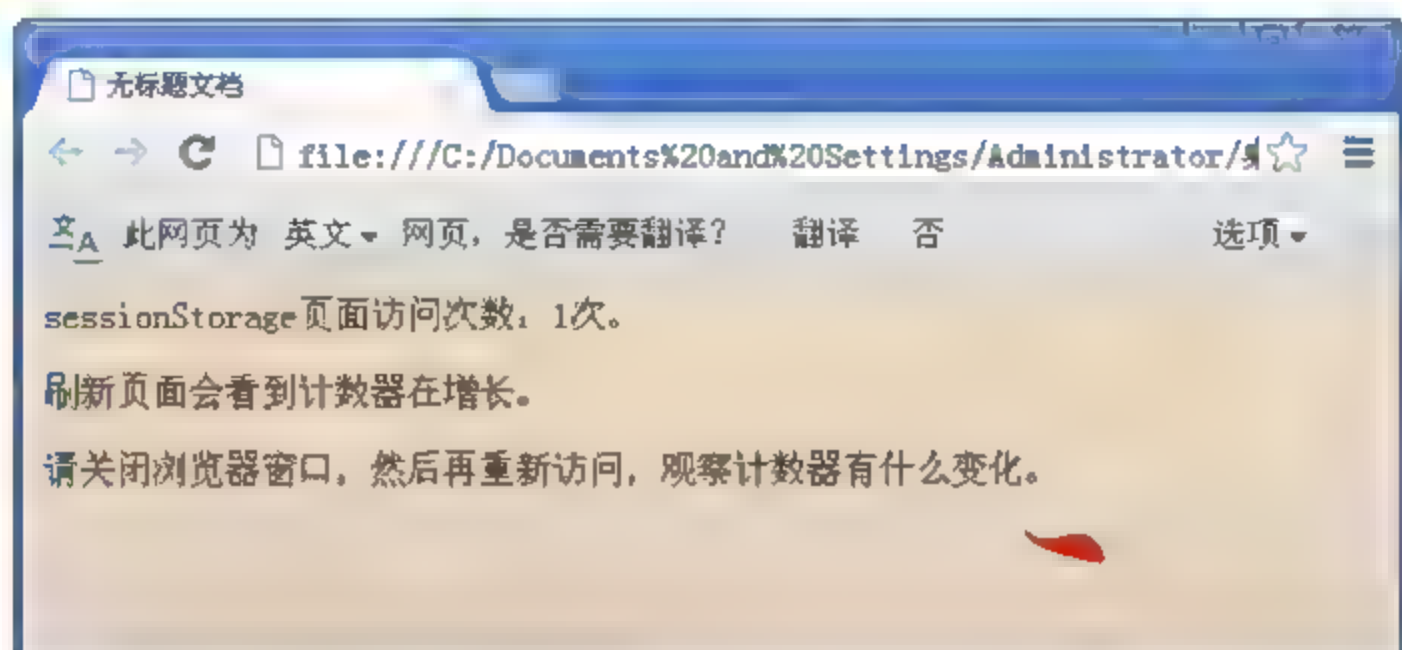 无标题文档
file:///C:/Documents%20and%20Settings/Administrator/
此网页为 英文 网页，是否需要翻译？ 翻译 否 选项
sessionStorage页面访问次数：1次。
刷新页面会看到计数器在增长。
请关闭浏览器窗口，然后再重新访问，观察计数器有什么变化。